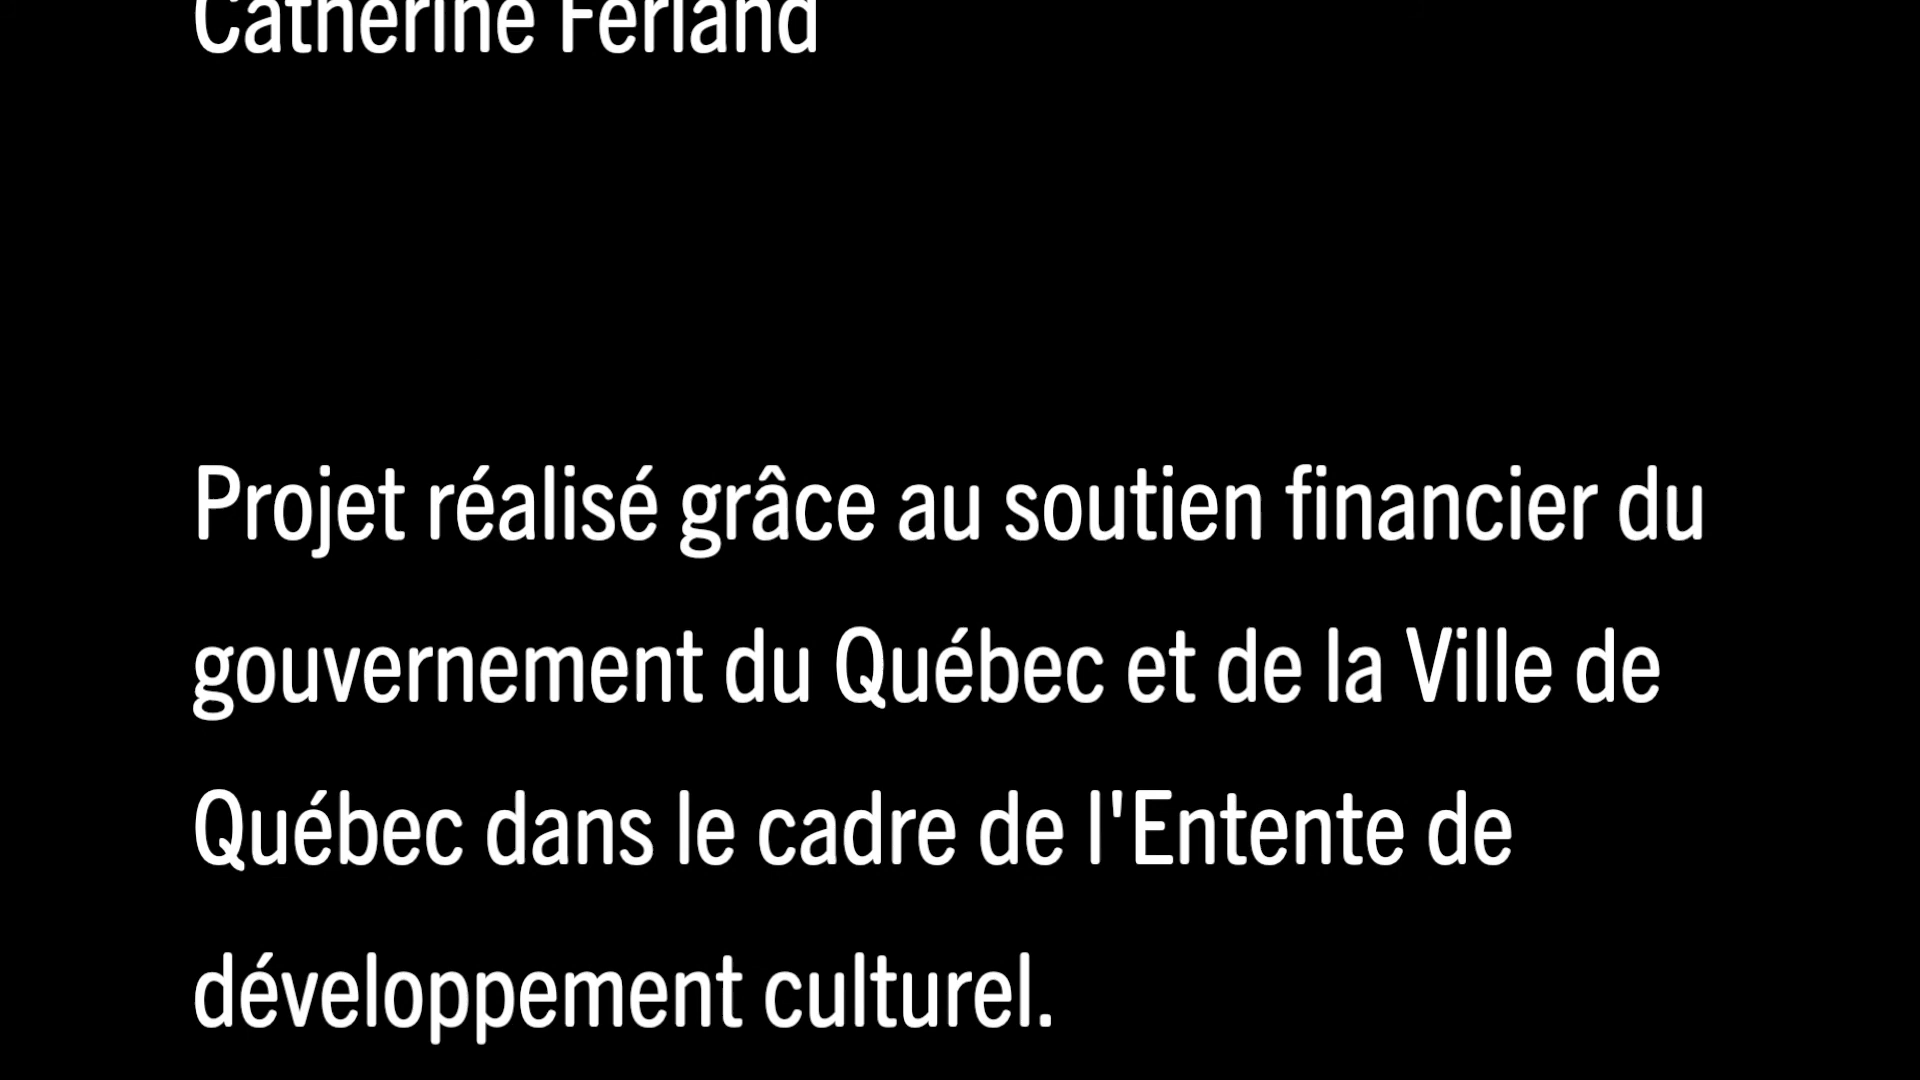 Catherine Ferland
Projet réalisé grâce au soutien financier du
gouvernement du Québec et de la Ville de
Québec dans le cadre de l'Entente de
développement culturel.